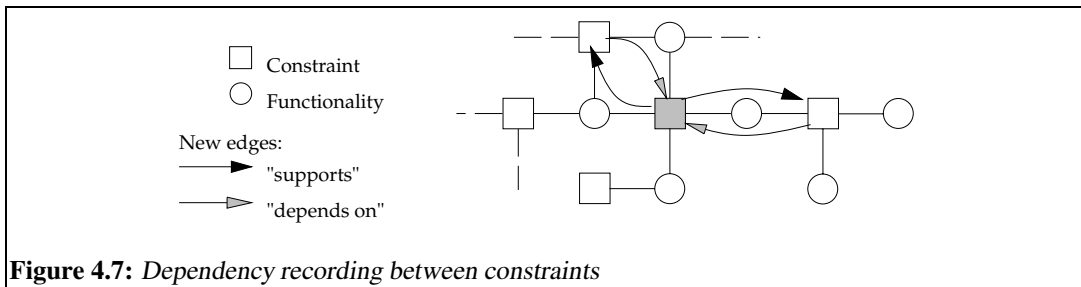 Constraint
Functionality
New edges:
"supports"
"depends on"
Figure 4.7: Dependency recording between constraints